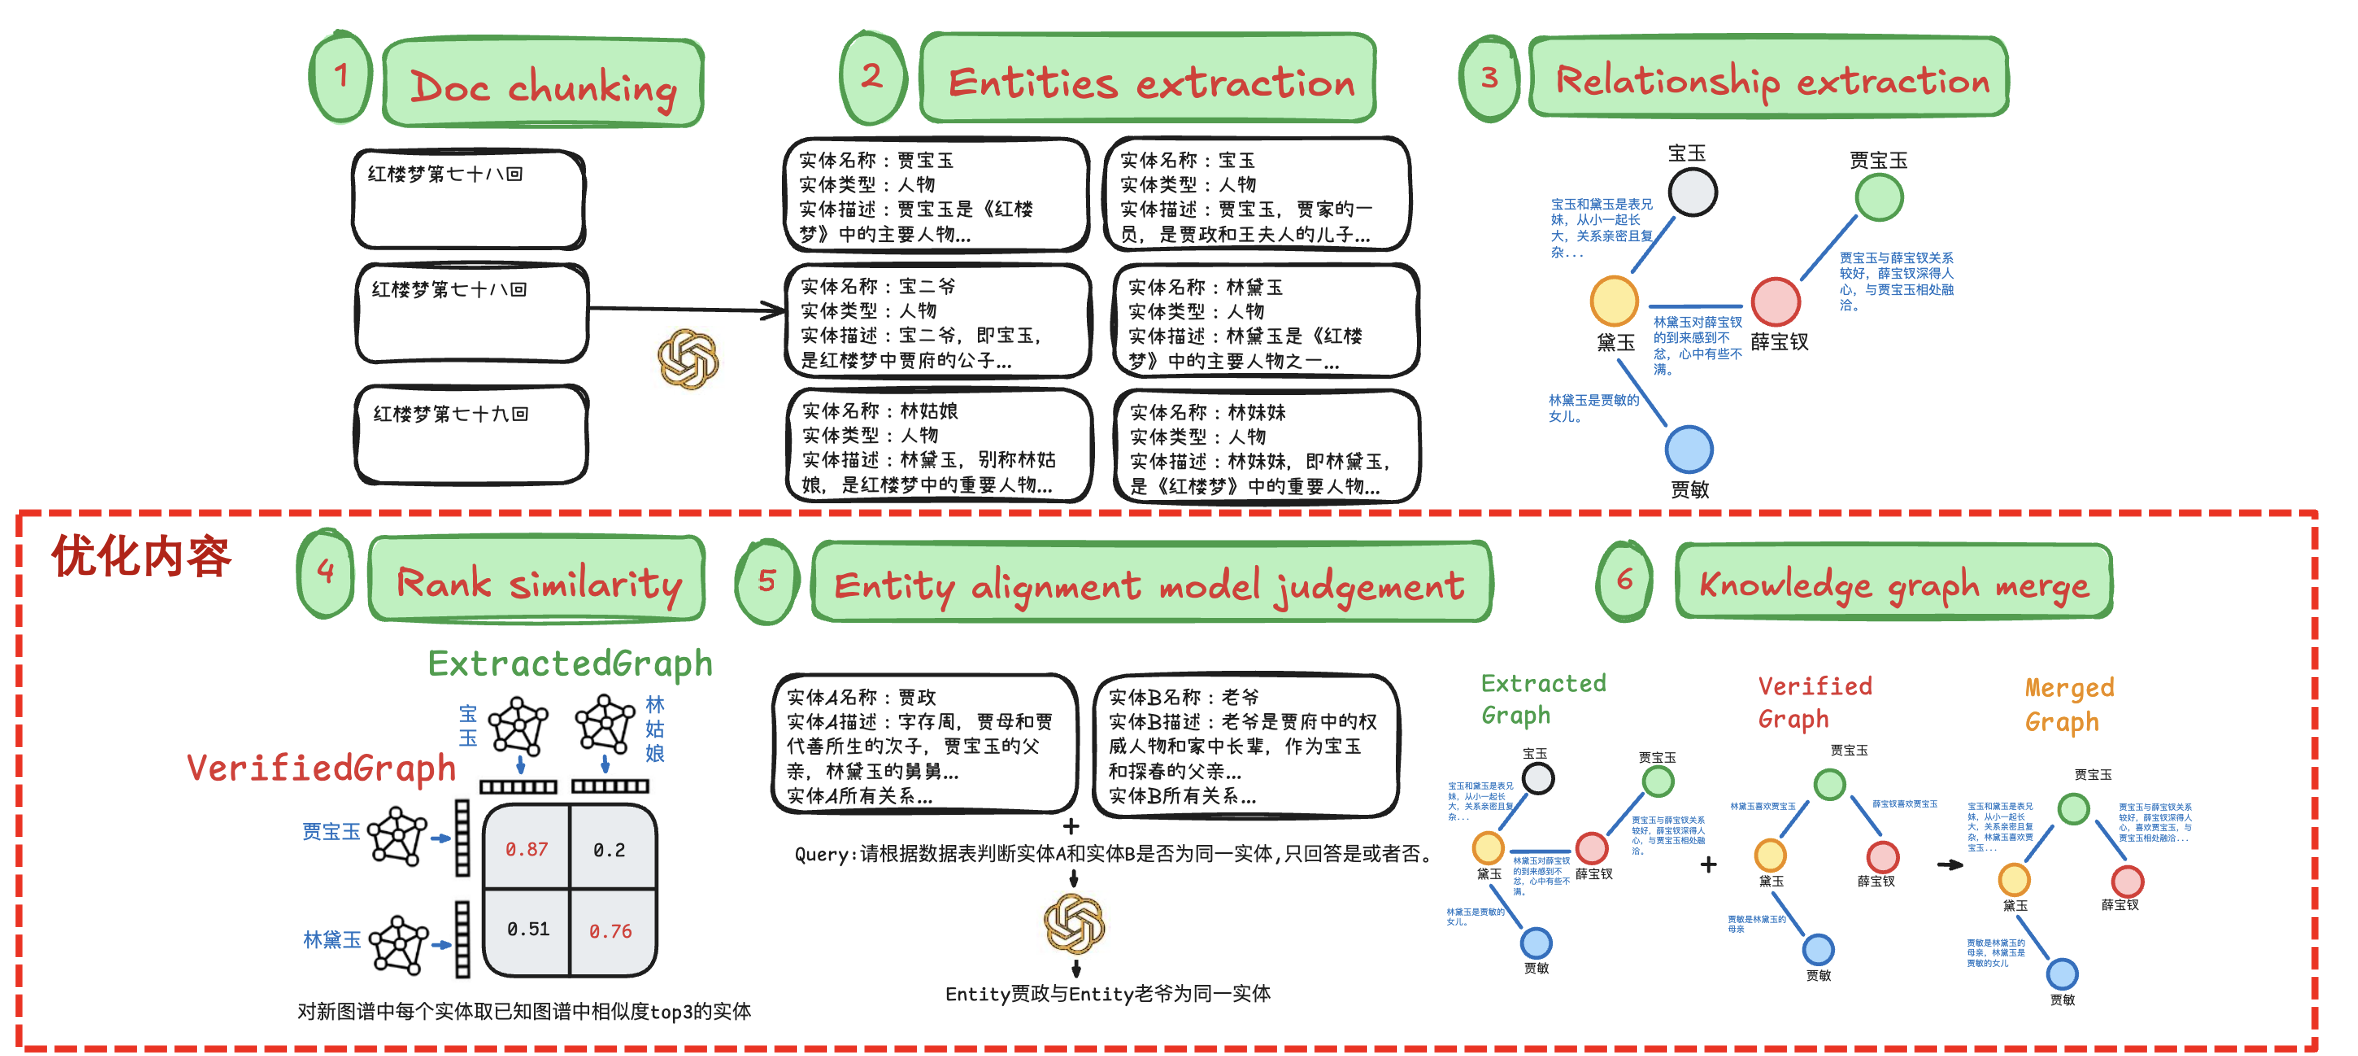 1
Doc chunking
红楼梦第七十八回
红楼梦第七十八回
红楼梦第七十九回
2
Entities extraction
实体名称：贾宝玉
实体类型：人物
实体描述：贾宝玉是《红楼
梦》中的主要人物...
实体名称：宝玉
实体类型：人物
实体描述：贾宝玉，贾家的一
员，是贾政和王夫人的儿子...
实体名称：宝二爷
实体类型：人物
实体描述：宝二爷，即宝玉，
是红楼梦中贾府的公子...
实体名称：林黛玉
实体类型：人物
实体描述：林黛玉是《红楼
梦》中的主要人物之一...
实体名称：林姑娘
实体类型：人物
实体描述：林黛玉，别称林姑
娘，是红楼梦中的重要人物...
实体名称：林妹妹
实体类型：人物
实体描述：林妹妹，即林黛玉，
是《红楼梦》中的重要人物...
3
Relationship extraction
宝玉
贾宝玉
宝玉和黛玉是表兄
妹，从小一起长
大，关系亲密且复
杂...
贾宝玉与薛宝钗关系
较好，薛宝钗深得人
心，与贾宝玉相处融
洽。
黛玉
林黛玉对薛宝钗
的到来感到不
忿，心中有些不
满。
薛宝钗
林黛玉是贾敏的
女儿。
贾敏
优化内容
4
Rank similarity
ExtractedGraph
宝
玉
林
姑
娘
VerifiedGraph
贾宝玉
林黛玉
0.87
0.2
0.51
0.76
对新图谱中每个实体取已知图谱中相似度top3的实体
5
Entity alignment model judgement
实体A名称：贾政
实体A描述：字存周，贾母和贾
代善所生的次子，贾宝玉的父
亲，林黛玉的舅舅...
实体A所有关系...
实体B名称：老爷
实体B描述：老爷是贾府中的权
威人物和家中长辈，作为宝玉
和探春的父亲...
实体B所有关系...
+
Query:请根据数据表判断实体A和实体B是否为同一实体,只回答是或者否。
Entity贾政与Entity老爷为同一实体
6
Knowledge graph merge
Extracted
Graph
宝玉
贾宝玉
宝玉和黛玉是表兄
妹，从小一起长
大，关系亲密且复
杂...
贾宝玉与薛宝钗关系
较好，薛宝钗深得人
心，与贾宝玉相处融
洽。
黛玉
林黛玉对薛宝钗
的到来感到不
忿，心中有些不
满。
薛宝钗
林黛玉是贾敏的
女儿。
贾敏
+
Verified
Graph
贾宝玉
林黛玉喜欢贾宝玉
薛宝钗喜欢贾宝玉
黛玉
薛宝钗
贾敏是林黛玉的
母亲
贾敏
Merged
Graph
贾宝玉
宝玉和黛玉是表兄
妹，从小一起长
大，关系亲密且复
杂，林黛玉喜欢贾
宝玉...
贾宝玉与薛宝钗关系
较好，薛宝钗深得人
心，喜欢贾宝玉，与
贾宝玉相处融洽...
黛玉
薛宝钗
贾敏是林黛玉的
母亲，林黛玉是
贾敏的女儿
贾敏